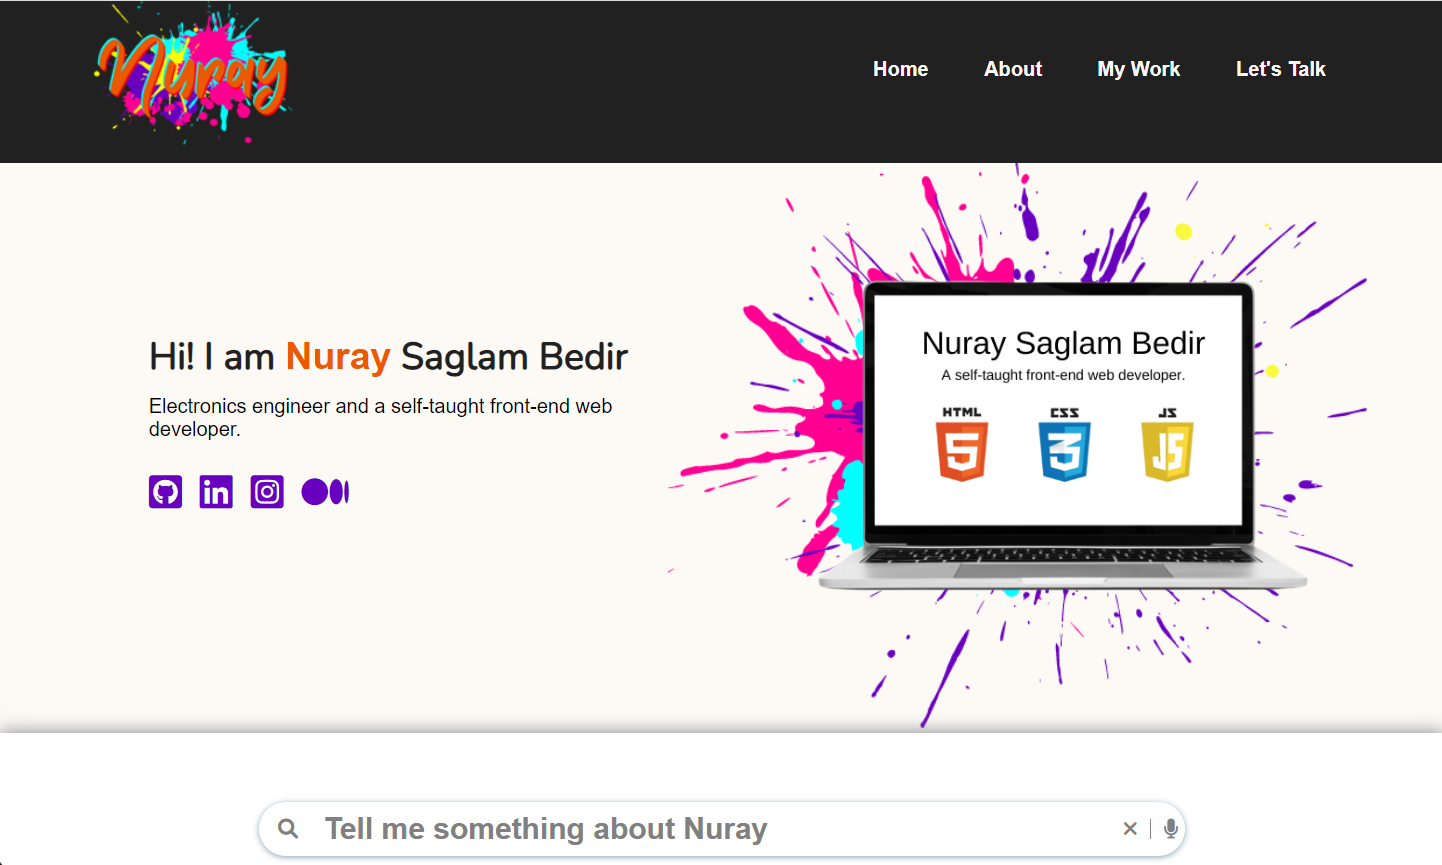 Nuray
Home About My Work Let's Talk
Hi! I am Nuray Saglam Bedir
Electronics engineer and a self-taught front-end web
developer.
in
Nuray Saglam Bedir
A self-taught front-end web developer.
HTML CSS JS
5 3 JS
Tell me something about Nuray